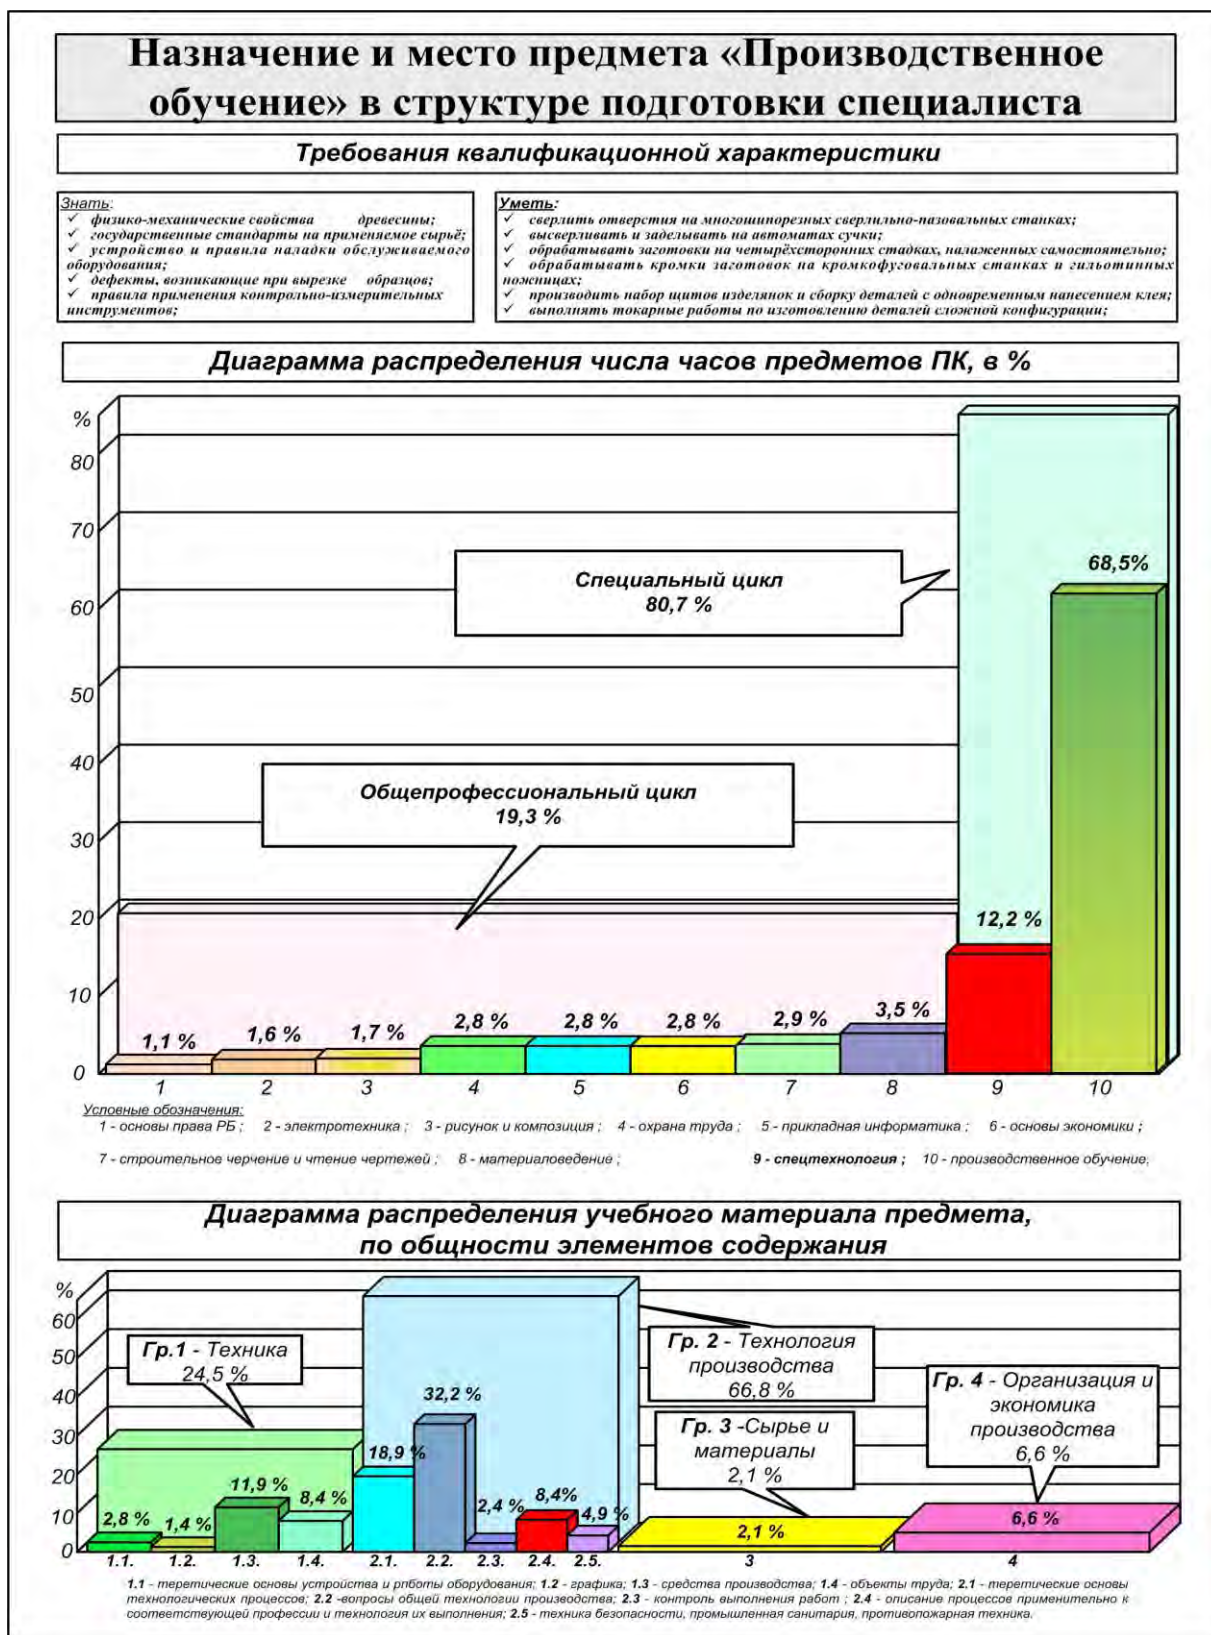 Назначение и место предмета «Производственное
обучение» в структуре подготовки специалиста
Требования квалификационной характеристики
Знать:
✓ физико-механические свойства древесины;
✓ государственные стандарты на применяемое сырьё;
✓ устройство и правила наладки обслуживаемого
оборудования;
✓ дефекты, возникающие при вырезке образцов;
✓ правила применения контрольно-измерительных
инструментов;
Уметь:
✓ сверлить отверстия на многошпорезных сверлильно-пазовальных станках;
✓ высверливать и заделывать на автоматах сучки;
✓ обрабатывать заготовки на четырёхсторонних стадках, налаженных самостоятельно;
✓ обрабатывать кромки заготовок на кромкофуговальных станках и гильотинных
ножницах;
✓ производить набор щитов изделянок и сборку деталей с одновременным нанесением клея;
✓ выполнять токарные работы по изготовлению деталей сложной конфигурации;
Диаграмма распределения числа часов предметов ПК, в %
%
80
70
60
50
40
30
20
10
0
Специальный цикл
80,7 %
Общепрофессиональный цикл
19,3 %
1,1 % 1,6 % 1,7 % 2,8 % 2,8 % 2,8 % 2,9 % 3,5 % 12,2 % 68,5%
1 2 3 4 5 6 7 8 9 10
Условные обозначения:
1 - основы права РБ ; 2 - электротехника ; 3 - рисунок и композиция ; 4 - охрана труда ; 5 - прикладная информатика ; 6 - основы экономики ;
7 - строительное черчение и чтение чертежей ; 8 - материаловедение ; 9 - спецтехнология ; 10 - производственное обучение;
Диаграмма распределения учебного материала предмета,
по общности элементов содержания
%
60
50
40
30
20
10
0
Гр.1 - Техника
24,5 %
Гр. 2 - Технология
производства
66,8 %
Гр. 3 -Сырье и
материалы
2,1 %
Гр. 4 - Организация и
экономика
производства
6,6 %
2,8 % 1,4 % 11,9 % 8,4 % 18,9 % 32,2 % 2,4 % 8,4% 4,9 % 2,1 % 6,6 %
1.1. 1.2. 1.3. 1.4. 2.1. 2.2. 2.3. 2.4. 2.5. 3 4
1.1 - теретические основы устройства и рпботы оборудования; 1.2 - графика; 1.3 - средства производства; 1.4 - объекты труда; 2.1 - теретические основы
технологических процессов; 2.2 -вопросы общей технологии производства; 2.3 - контроль выполнения работ ; 2.4 - описание процессов применительно к
соответствующей профессии и технология их выполнения; 2.5 - техника безопасности, промышленная санитария, противопожарная техника.